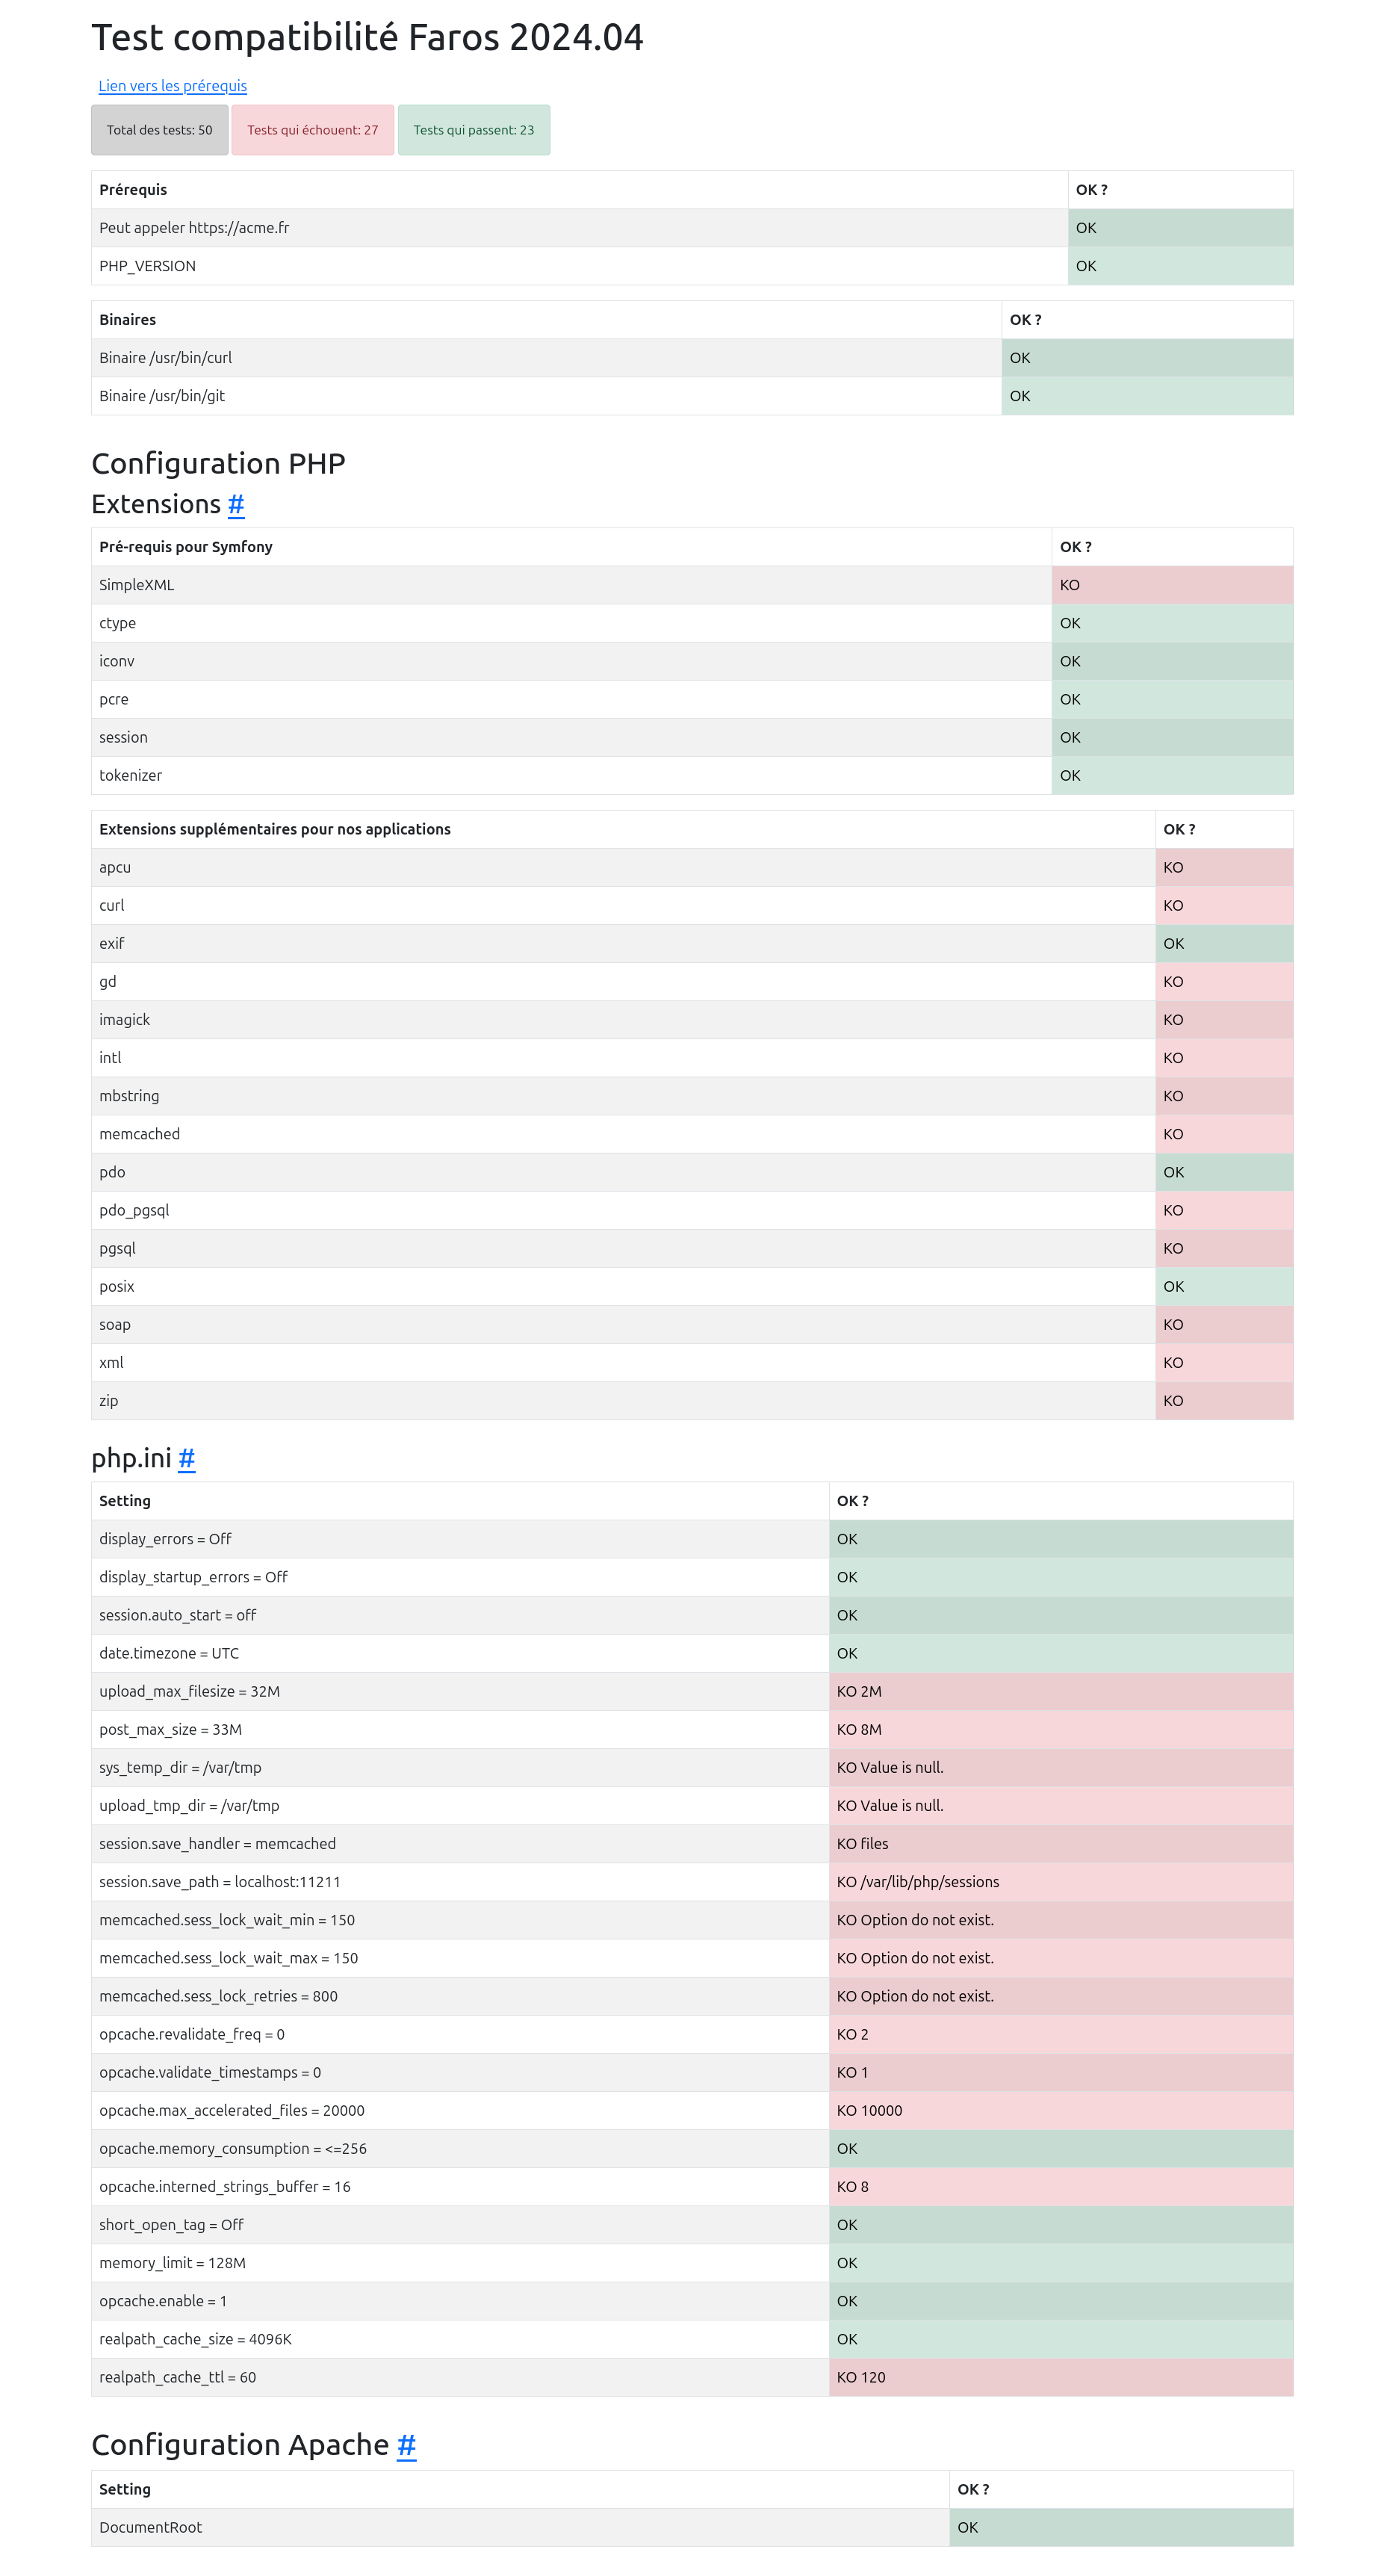 Test compatibilité Faros 2024.04
Lien vers les prérequis
Total des tests: 50 Tests qui échouent: 27 Tests qui passent: 23
Prérequis OK ?
Peut appeler https://acme.fr OK
PHP_VERSION OK
Binaires OK ?
Binaire /usr/bin/curl OK
Binaire /usr/bin/git OK
Configuration PHP
Extensions #
Pré-requis pour Symfony OK ?
SimpleXML KO
ctype OK
iconv OK
pcre OK
session OK
tokenizer OK
Extensions supplémentaires pour nos applications OK ?
apcu KO
curl KO
exif OK
gd KO
imagick KO
intl KO
mbstring KO
memcached KO
pdo OK
pdo_pgsql KO
pgsql KO
posix OK
soap KO
xml KO
zip KO
php.ini #
Setting OK ?
display_errors = Off OK
display_startup_errors = Off OK
session.auto_start = off OK
date.timezone = UTC OK
upload_max_filesize = 32M KO 2M
post_max_size = 33M KO 8M
sys_temp_dir = /var/tmp KO Value is null.
upload_tmp_dir = /var/tmp KO Value is null.
session.save_handler = memcached KO files
session.save_path = localhost:11211 KO /var/lib/php/sessions
memcached.sess_lock_wait_min = 150 KO Option do not exist.
memcached.sess_lock_wait_max = 150 KO Option do not exist.
memcached.sess_lock_retries = 800 KO Option do not exist.
opcache.revalidate_freq = 0 KO 2
opcache.validate_timestamps = 0 KO 1
opcache.max_accelerated_files = 20000 KO 10000
opcache.memory_consumption = <=256 OK
opcache.interned_strings_buffer = 16 KO 8
short_open_tag = Off OK
memory_limit = 128M OK
opcache.enable = 1 OK
realpath_cache_size = 4096K OK
realpath_cache_ttl = 60 KO 120
Configuration Apache #
Setting OK ?
DocumentRoot OK